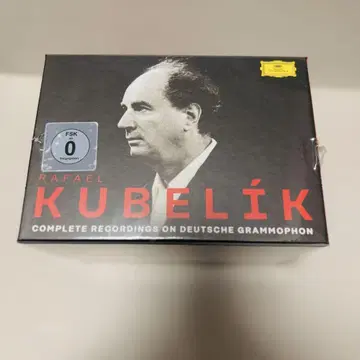 FSK
0
RAFAEL
KUBELÍK
COMPLETE RECORDINGS ON DEUTSCHE GRAMMOPHON